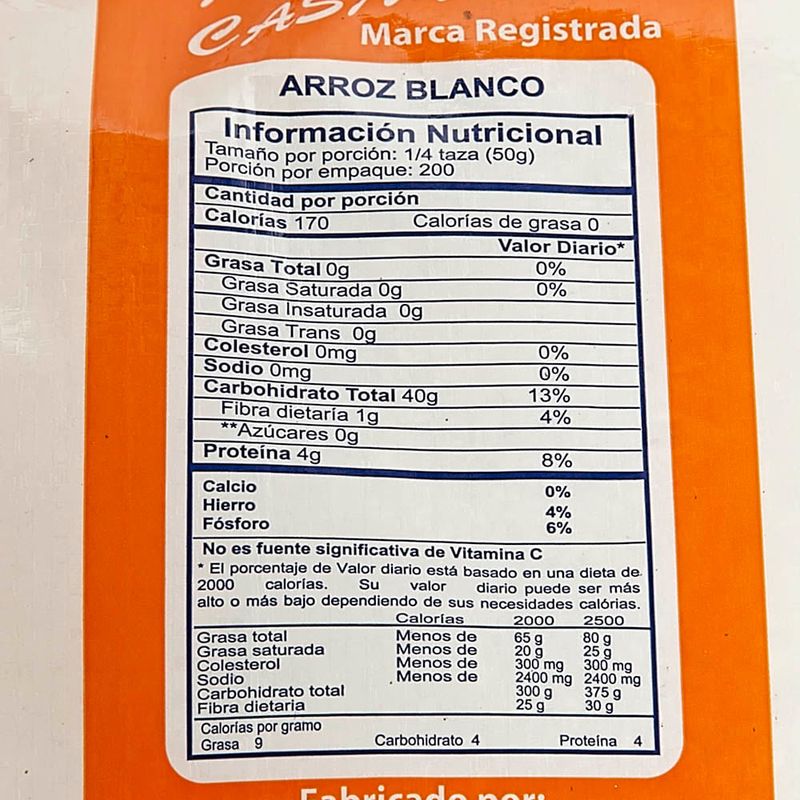 Marca Registrada
ARROZ BLANCO
Información Nutricional
Tamaño por porción: 1/4 taza (50g)
Porción por empaque: 200
Cantidad por porción
Calorías 170 Calorías de grasa 0
Valor Diario*
Grasa Total 0g 0%
Grasa Saturada 0g 0%
Grasa Insaturada 0g
Grasa Trans 0g
Colesterol 0mg 0%
Sodio 0mg 0%
Carbohidrato Total 40g 13%
Fibra dietaría 1g 4%
**Azúcares 0g
Proteína 4g 8%
Calcio 0%
Hierro 4%
Fósforo 6%
No es fuente significativa de Vitamina C
* El porcentaje de Valor diario está basado en una dieta de
2000 calorías. Su valor diario puede ser más
alto o más bajo dependiendo de sus necesidades calórias.
Calorías 2000 2500
Grasa total Menos de 65 g 80 g
Grasa saturada Menos de 20 g 25 g
Colesterol Menos de 300 mg 300 mg
Sodio Menos de 2400 mg 2400 mg
Carbohidrato total 300 g 375 g
Fibra dietaria 25 g 30 g
Calorías por gramo
Grasa 9 Carbohidrato 4 Proteína 4
Fabricado por: